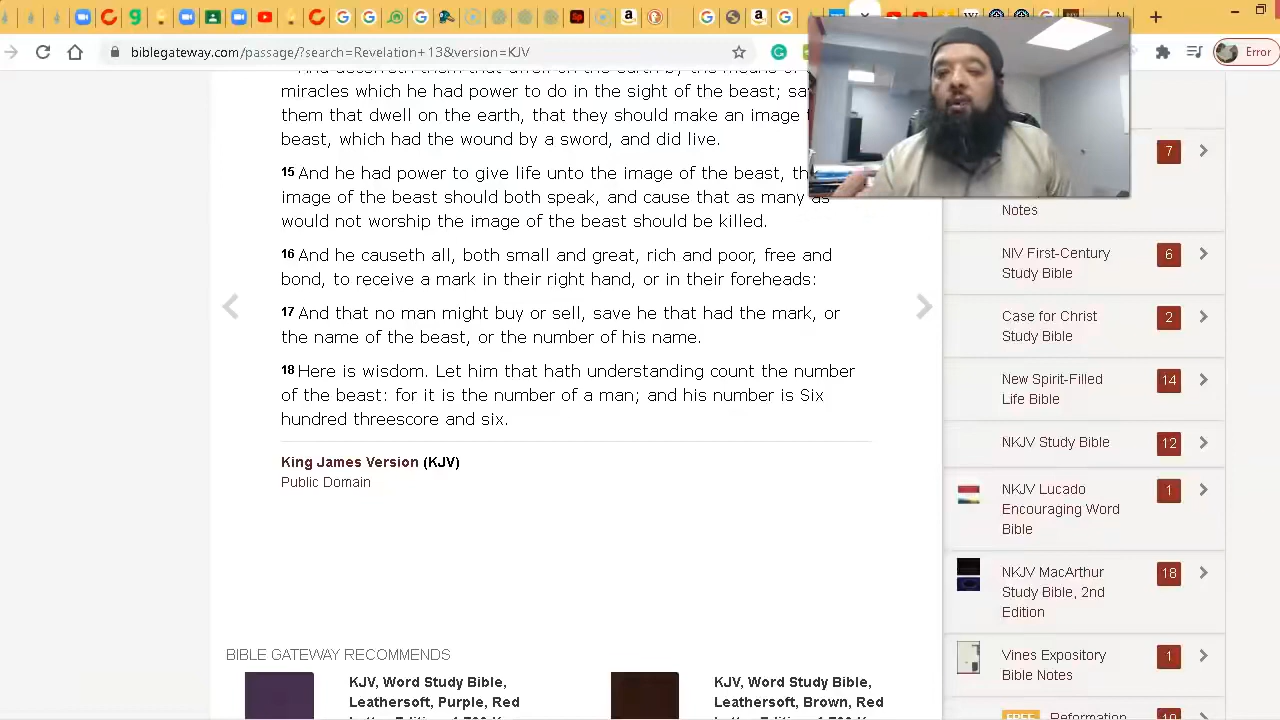 biblegateway.com/passage/?search=Revelation+13&version=KJV
Error
miracles which he had power to do in the sight of the beast;
them that dwell on the earth, that they should make an image
beast, which had the wound by a sword, and did live.
15 And he had power to give life unto the image of the beast,
image of the beast should both speak, and cause that as many as
would not worship the image of the beast should be killed.
16 And he causeth all, both small and great, rich and poor, free and
bond, to receive a mark in their right hand, or in their foreheads:
17 And that no man might buy or sell, save he that had the mark, or
the name of the beast, or the number of his name.
18 Here is wisdom. Let him that hath understanding count the number
of the beast: for it is the number of a man; and his number is Six
hundred threescore and six.
King James Version (KJV)
Public Domain
BIBLE GATEWAY RECOMMENDS
KJV, Word Study Bible,
Leathersoft, Purple, Red
KJV, Word Study Bible,
Leathersoft, Brown, Red
7
Notes
NIV First-Century
Study Bible
6
Case for Christ
Study Bible
2
New Spirit-Filled
Life Bible
14
NKJV Study Bible
12
NKJV Lucado
Encouraging Word
Bible
1
NKJV MacArthur
Study Bible, 2nd
Edition
18
Vines Expository
Bible Notes
1
FREE Reformation